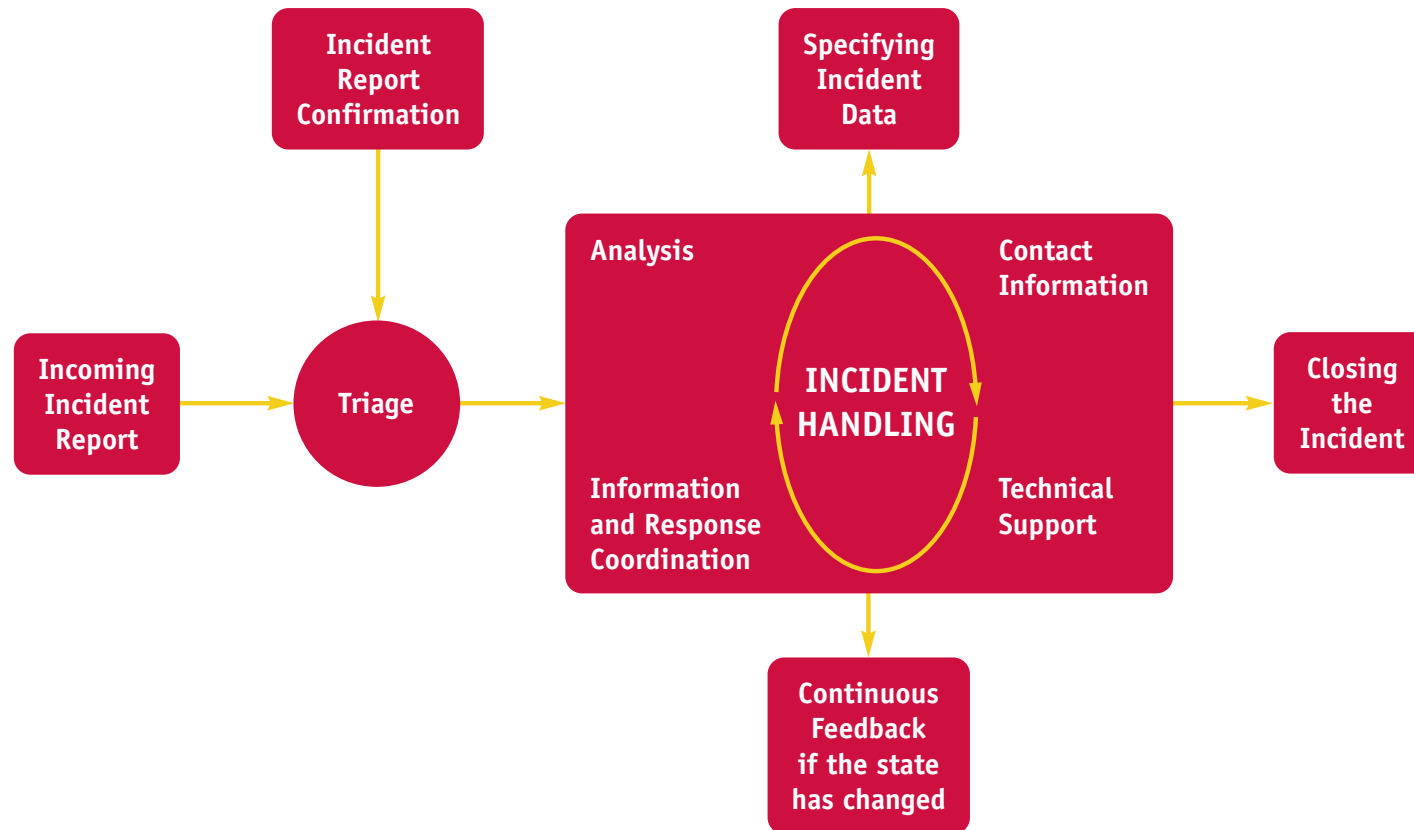 Incident
Report
Confirmation
Specifying
Incident
Data
Incoming
Incident
Report
Triage
Analysis
Contact
Information
INCIDENT
HANDLING
Information
and Response
Coordination
Technical
Support
Closing
the
Incident
Continuous
Feedback
if the state
has changed